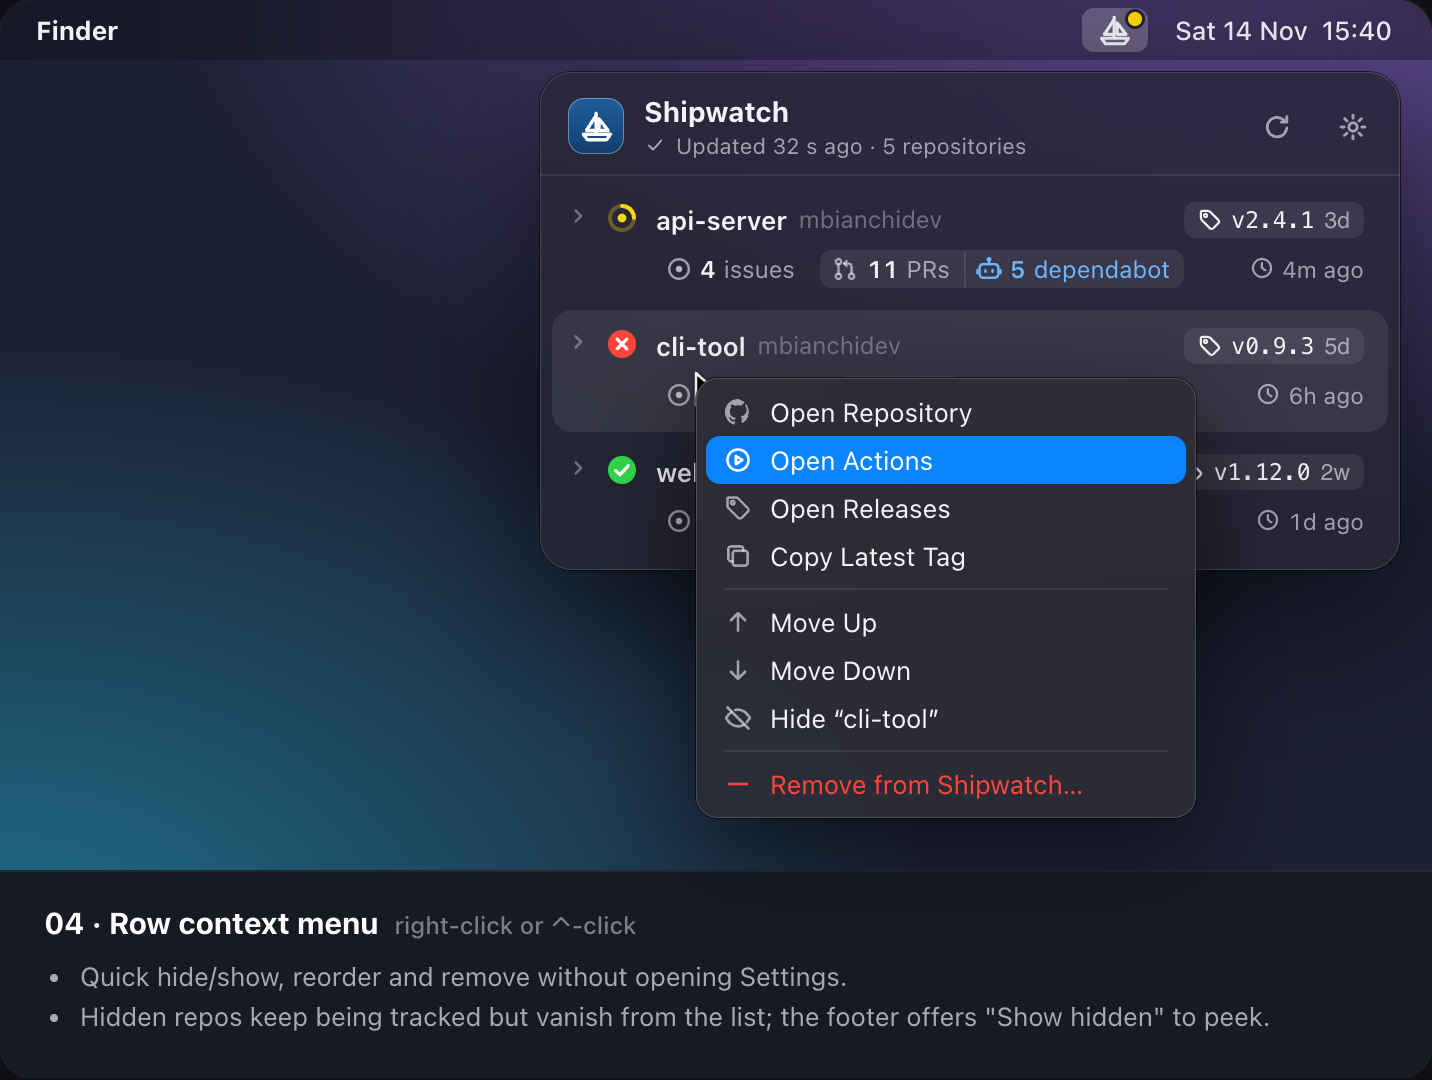 Finder
Sat 14 Nov 15:40
Shipwatch
Updated 32 s ago · 5 repositories
api-server mbianchidev v2.4.1 3d
4 issues 11 PRs 5 dependabot 4m ago
cli-tool mbianchidev v0.9.3 5d
6h ago
v1.12.0 2w
1d ago
Open Repository
Open Actions
Open Releases
Copy Latest Tag
Move Up
Move Down
Hide “cli-tool”
Remove from Shipwatch...
04 · Row context menu right-click or ^-click
• Quick hide/show, reorder and remove without opening Settings.
• Hidden repos keep being tracked but vanish from the list; the footer offers "Show hidden" to peek.